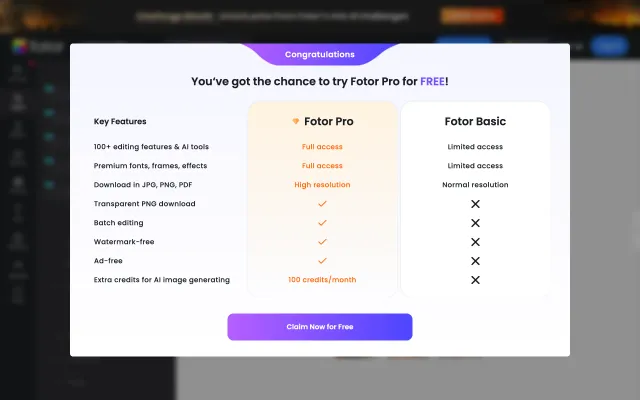 Congratulations
You've got the chance to try Fotor Pro for FREE!
Key Features
Fotor Pro
Fotor Basic
100+ editing features & AI tools
Full access
Limited access
Premium fonts, frames, effects
Full access
Limited access
Download in JPG, PNG, PDF
High resolution
Normal resolution
Transparent PNG download
Batch editing
Watermark-free
Ad-free
Extra credits for AI image generating
100 credits/month
Claim Now for Free